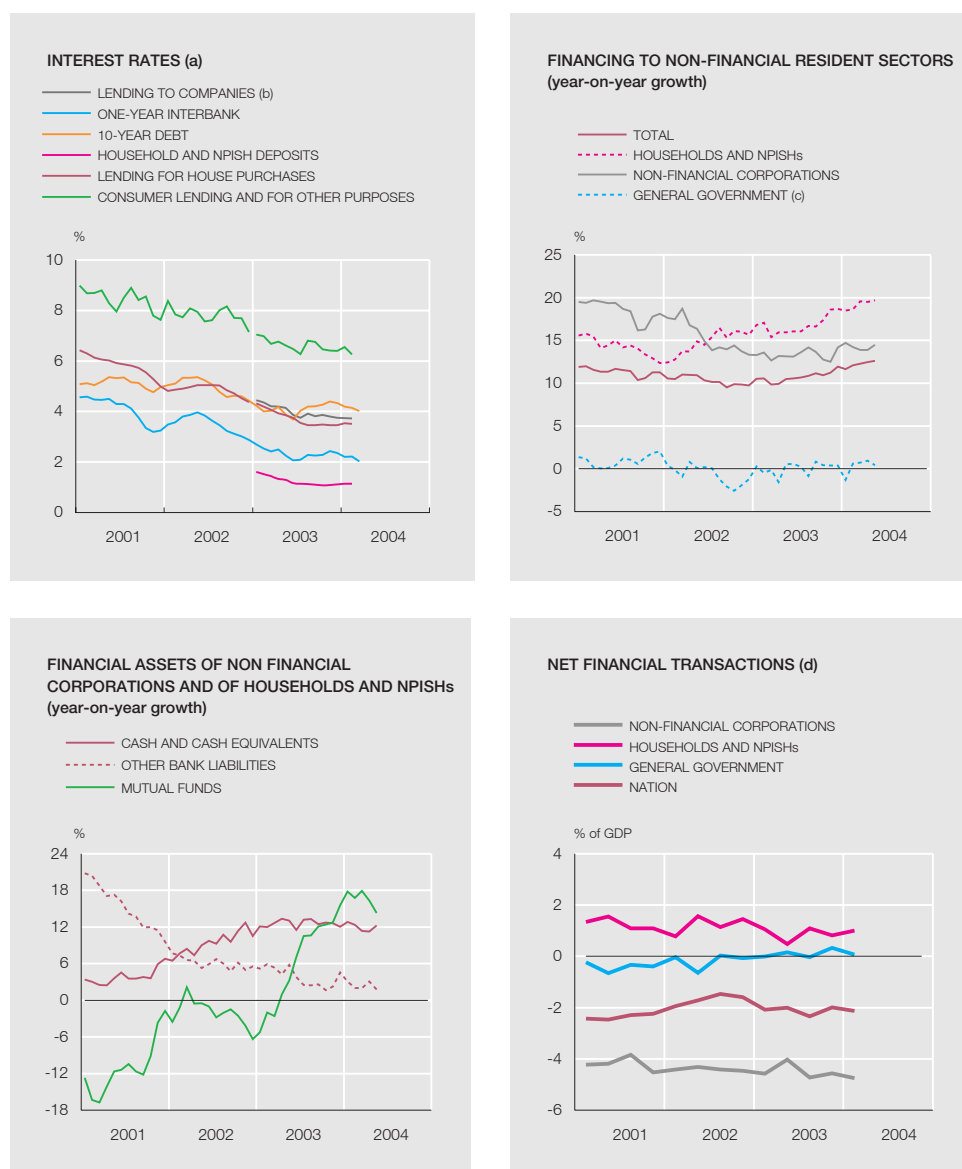 INTEREST RATES (a)
LENDING TO COMPANIES (b)
ONE-YEAR INTERBANK
10-YEAR DEBT
HOUSEHOLD AND NPISH DEPOSITS
LENDING FOR HOUSE PURCHASES
CONSUMER LENDING AND FOR OTHER PURPOSES
%
10
8
6
4
2
0
2001 2002 2003 2004
FINANCING TO NON-FINANCIAL RESIDENT SECTORS
(year-on-year growth)
TOTAL
HOUSEHOLDS AND NPISHs
NON-FINANCIAL CORPORATIONS
GENERAL GOVERNMENT (c)
%
25
20
15
10
5
0
-5
2001 2002 2003 2004
FINANCIAL ASSETS OF NON FINANCIAL
CORPORATIONS AND OF HOUSEHOLDS AND NPISHs
(year-on-year growth)
CASH AND CASH EQUIVALENTS
OTHER BANK LIABILITIES
MUTUAL FUNDS
%
24
18
12
6
0
-6
-12
-18
2001 2002 2003 2004
NET FINANCIAL TRANSACTIONS (d)
NON-FINANCIAL CORPORATIONS
HOUSEHOLDS AND NPISHs
GENERAL GOVERNMENT
NATION
% of GDP
4
2
0
-2
-4
-6
2001 2002 2003 2004